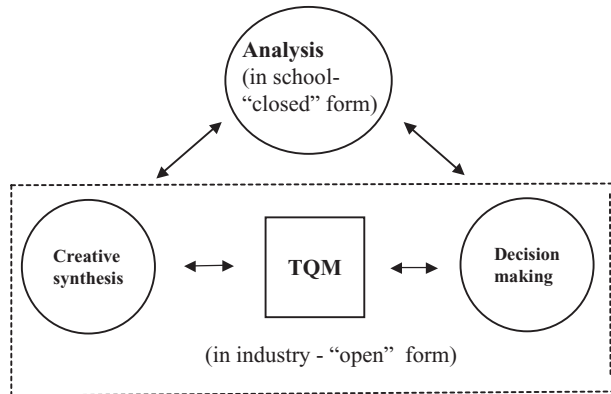 Analysis
(in school-
“closed” form)
Creative
synthesis
TQM
Decision
making
(in industry - “open” form)